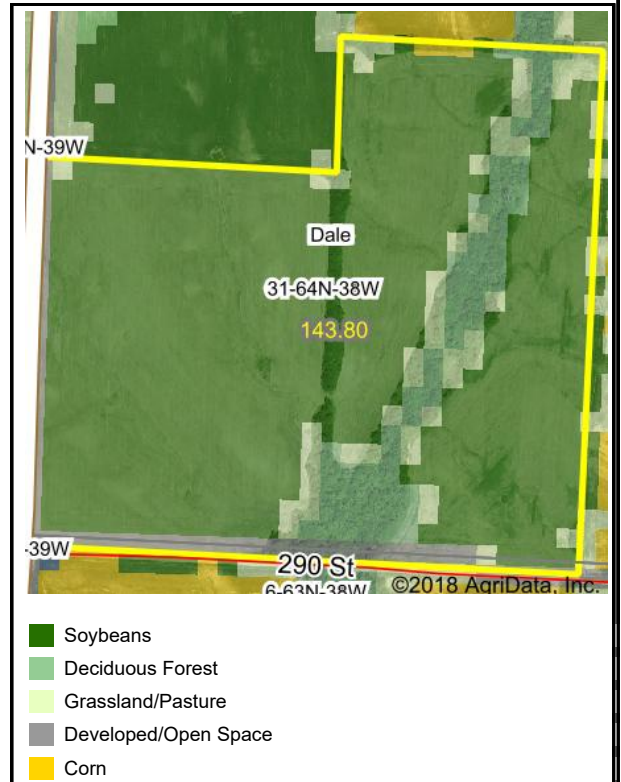 N-39W
Dale
31-64N-38W
143.80
-39W
290 St
6-63N-38W
©2018 AgriData, Inc.
Soybeans
Deciduous Forest
Grassland/Pasture
Developed/Open Space
Corn